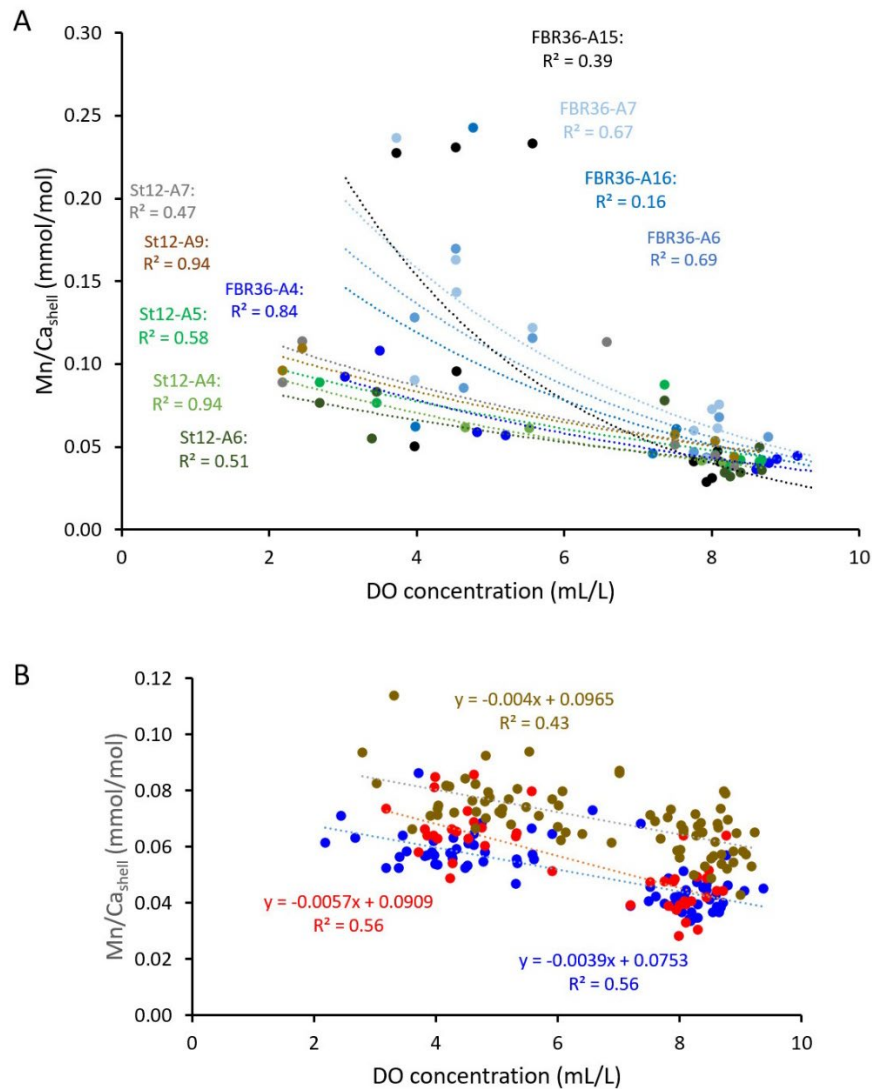 A
0.30
0.25
0.20
0.15
0.10
0.05
0.00
Mn/Ca shell (mmol/mol)
FBR36-A15:
R² = 0.39
FBR36-A7
R² = 0.67
FBR36-A16:
R² = 0.16
FBR36-A6
R² = 0.69
St12-A7:
R² = 0.47
St12-A9:
R² = 0.94
FBR36-A4:
R² = 0.84
St12-A5:
R² = 0.58
St12-A4:
R² = 0.94
St12-A6:
R² = 0.51
0 2 4 6 8 10
DO concentration (mL/L)
B
0.12
0.10
0.08
0.06
0.04
0.02
0.00
Mn/Ca shell (mmol/mol)
y = -0.004x + 0.0965
R² = 0.43
y = -0.0057x + 0.0909
R² = 0.56
y = -0.0039x + 0.0753
R² = 0.56
0 2 4 6 8 10
DO concentration (mL/L)